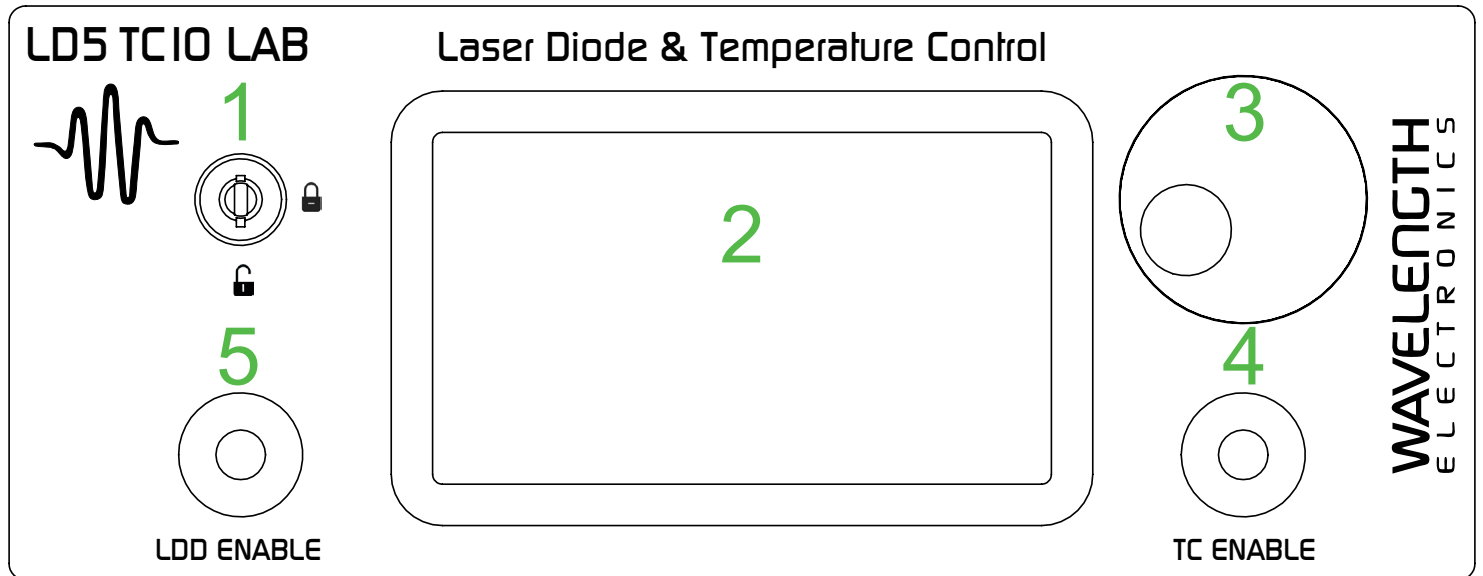 LD5 TC10 LAB
Laser Diode & Temperature Control
1
2
3
4
5
LDD ENABLE
TC ENABLE
WAVELENGTH
ELECTRONICS